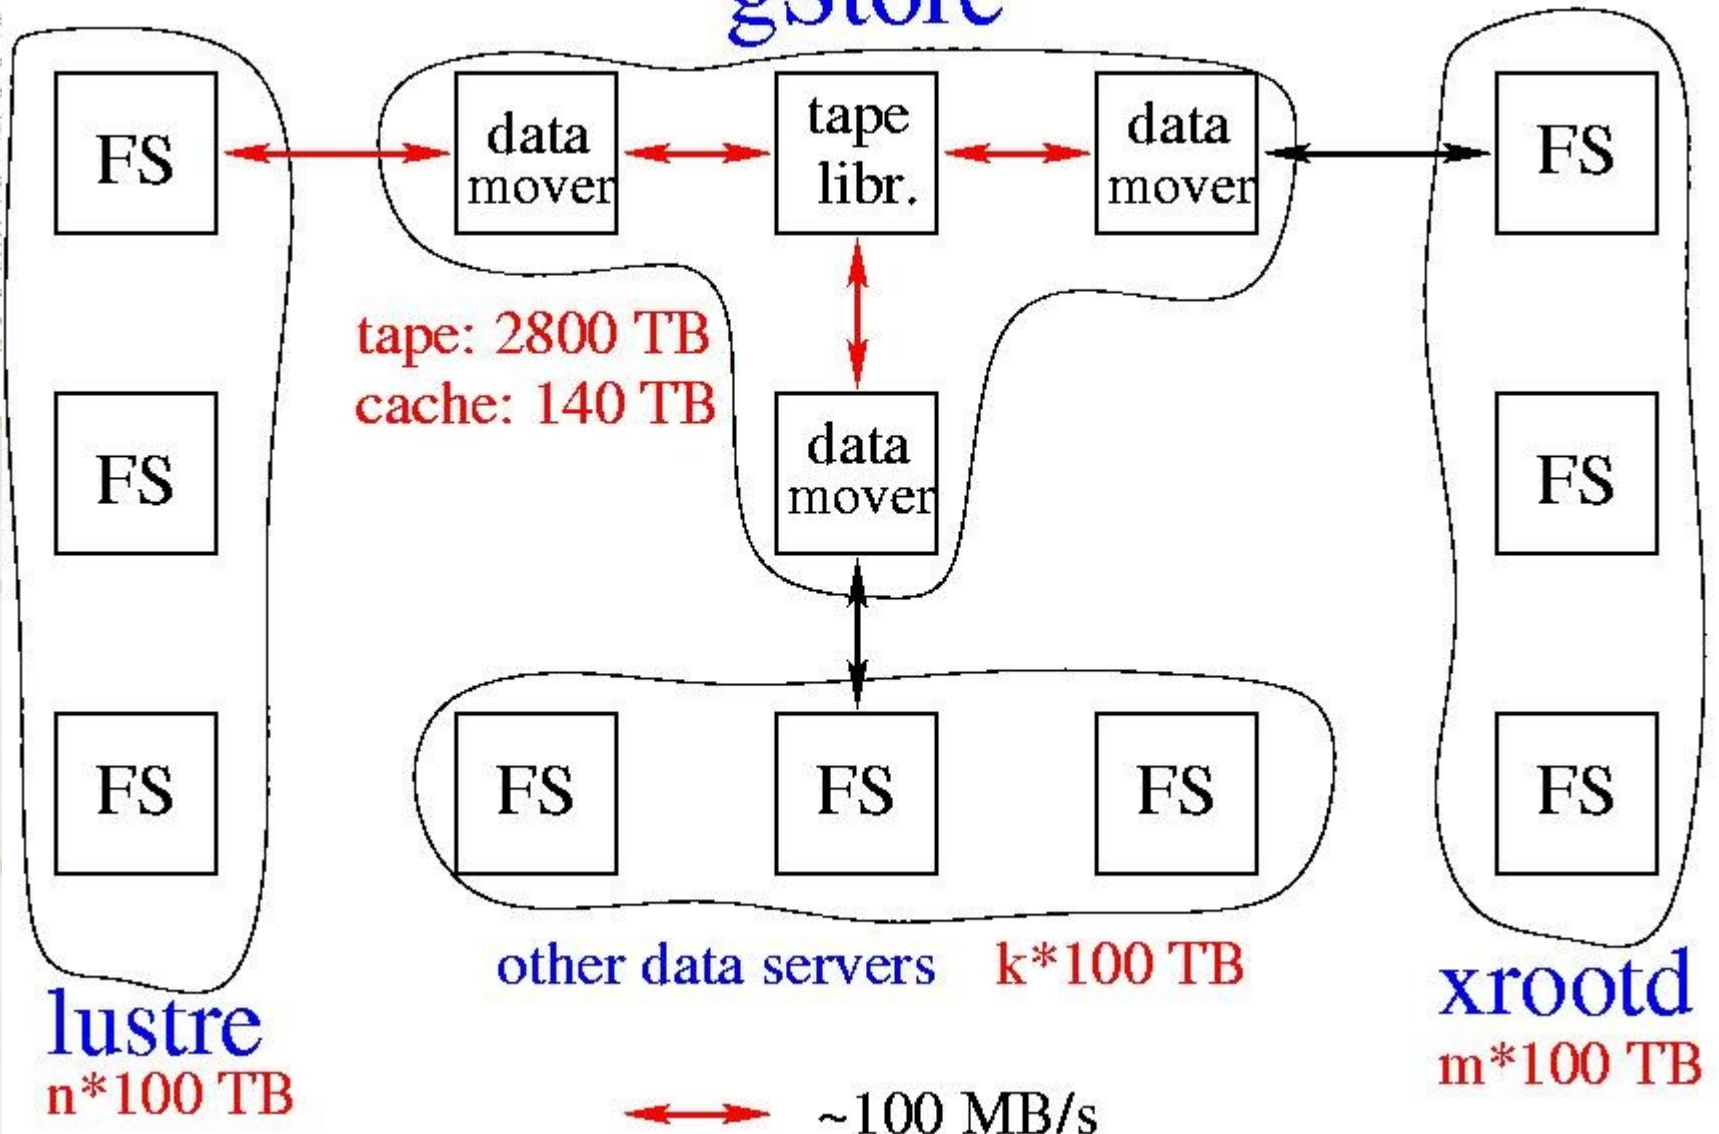 gStore
FS
data
mover
tape
libr.
data
mover
FS
tape: 2800 TB
cache: 140 TB
FS
data
mover
FS
FS
FS
FS
FS
FS
other data servers k*100 TB
lustre
n*100 TB
xrootd
m*100 TB
~100 MB/s